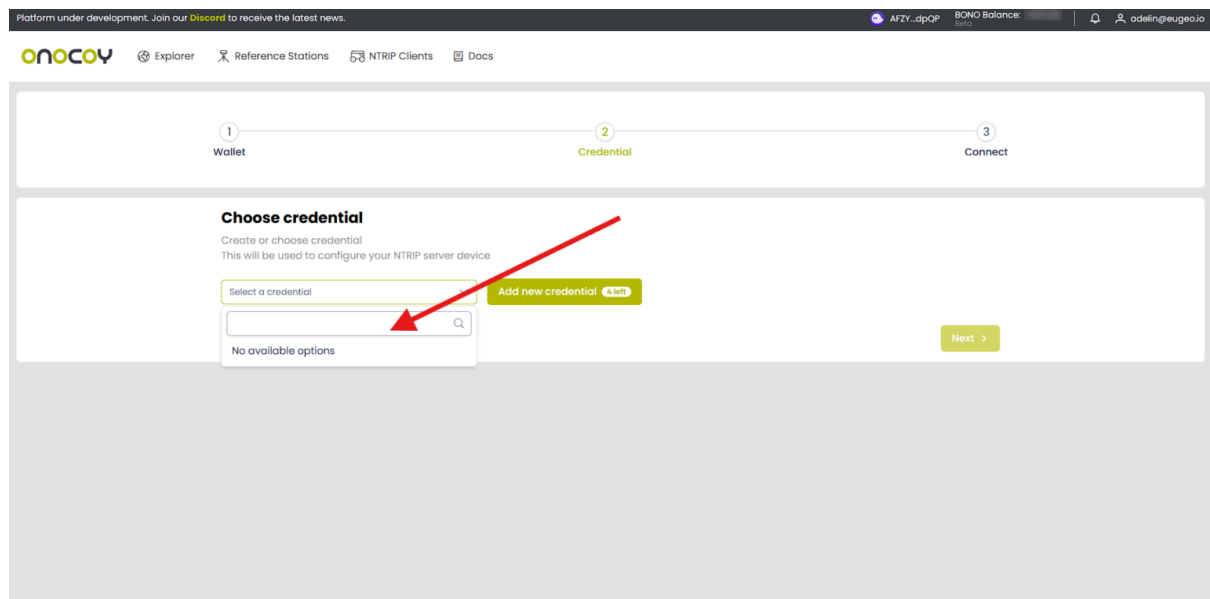 Platform under development. Join our Discord to receive the latest news.
AFZY..dpQP
BONO Balance:
Beta
adelin@eugeo.io
onocoy
Explorer
Reference Stations
NTRIP Clients
Docs
1
2
3
Wallet
Credential
Connect
Choose credential
Create or choose credential
This will be used to configure your NTRIP server device
Select a credential
Add new credential 4 left
No available options
Next >